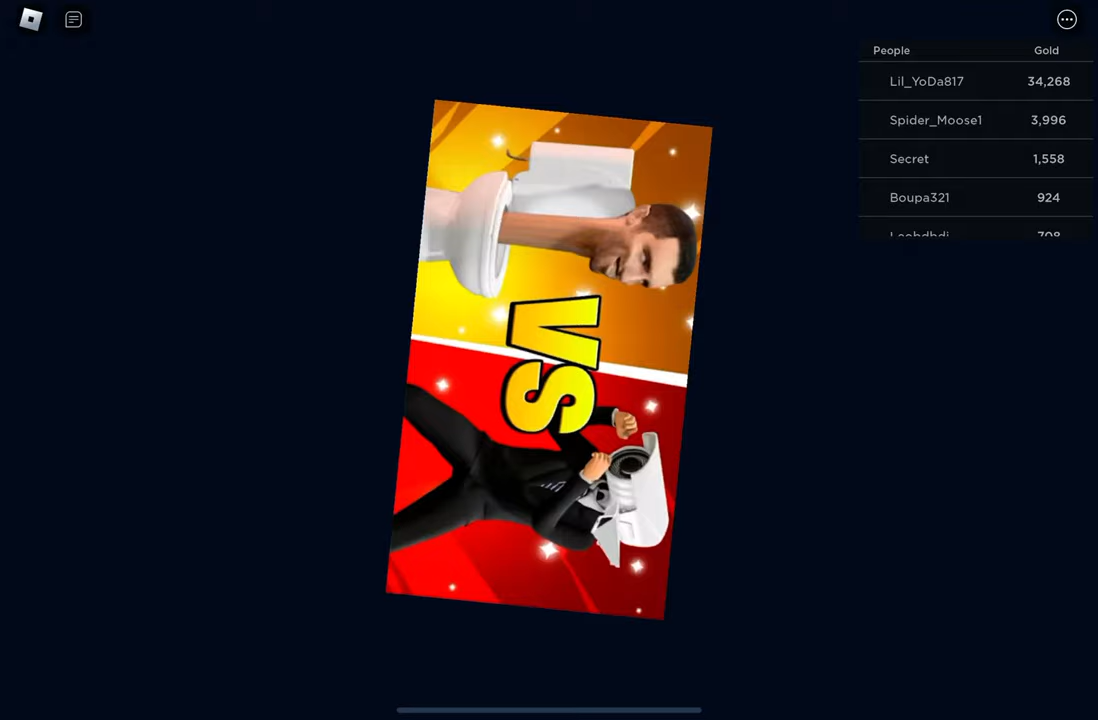 People Gold
Lil_YoDa817 34,268
Spider_Moose1 3,996
Secret 1,558
Boupa321 924
VS